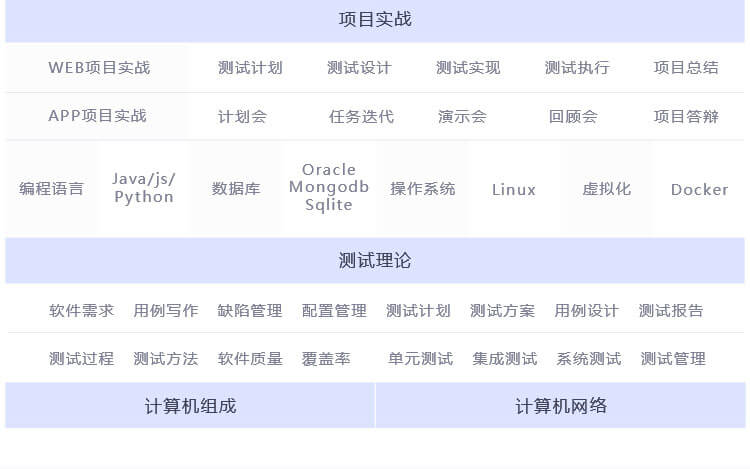 项目实战
WEB项目实战 测试计划 测试设计 测试实现 测试执行 项目总结
APP项目实战 计划会 任务迭代 演示会 回顾会 项目答辩
编程语言
Java/js/
Python
数据库
Oracle
Mongodb
Sqlite
操作系统
Linux
虚拟化
Docker
测试理论
软件需求 用例写作 缺陷管理 配置管理 测试计划 测试方案 用例设计 测试报告
测试过程 测试方法 软件质量 覆盖率 单元测试 集成测试 系统测试 测试管理
计算机组成 计算机网络